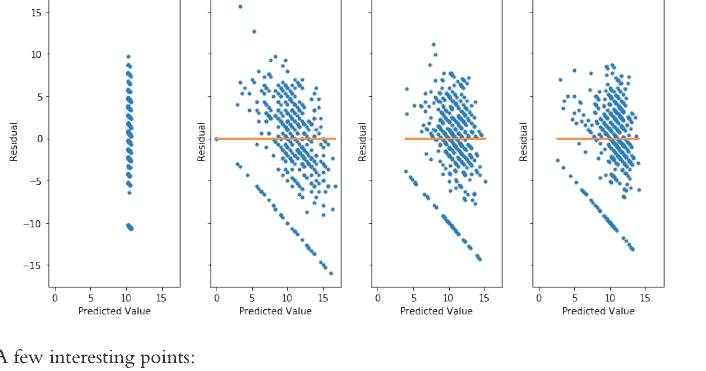 15
10
5
0
−5
−10
−15
Residual
0 5 10 15
Predicted Value
Residual
0 5 10 15
Predicted Value
Residual
0 5 10 15
Predicted Value
Residual
0 5 10 15
Predicted Value
A few interesting points: